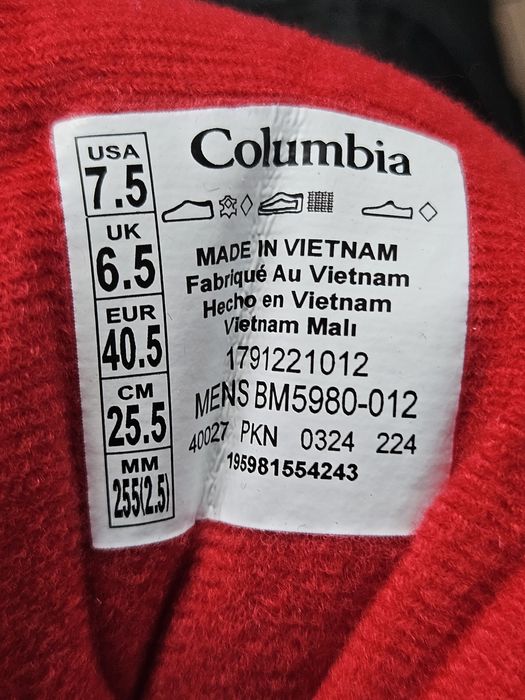 USA
7.5
UK
6.5
EUR
40.5
CM
25.5
MM
255(2.5)
Columbia
MADE IN VIETNAM
Fabriqué Au Vietnam
Hecho en Vietnam
Vietnam Malı
1791221012
MENS BM5980-012
40027 PKN 0324 224
195981554243